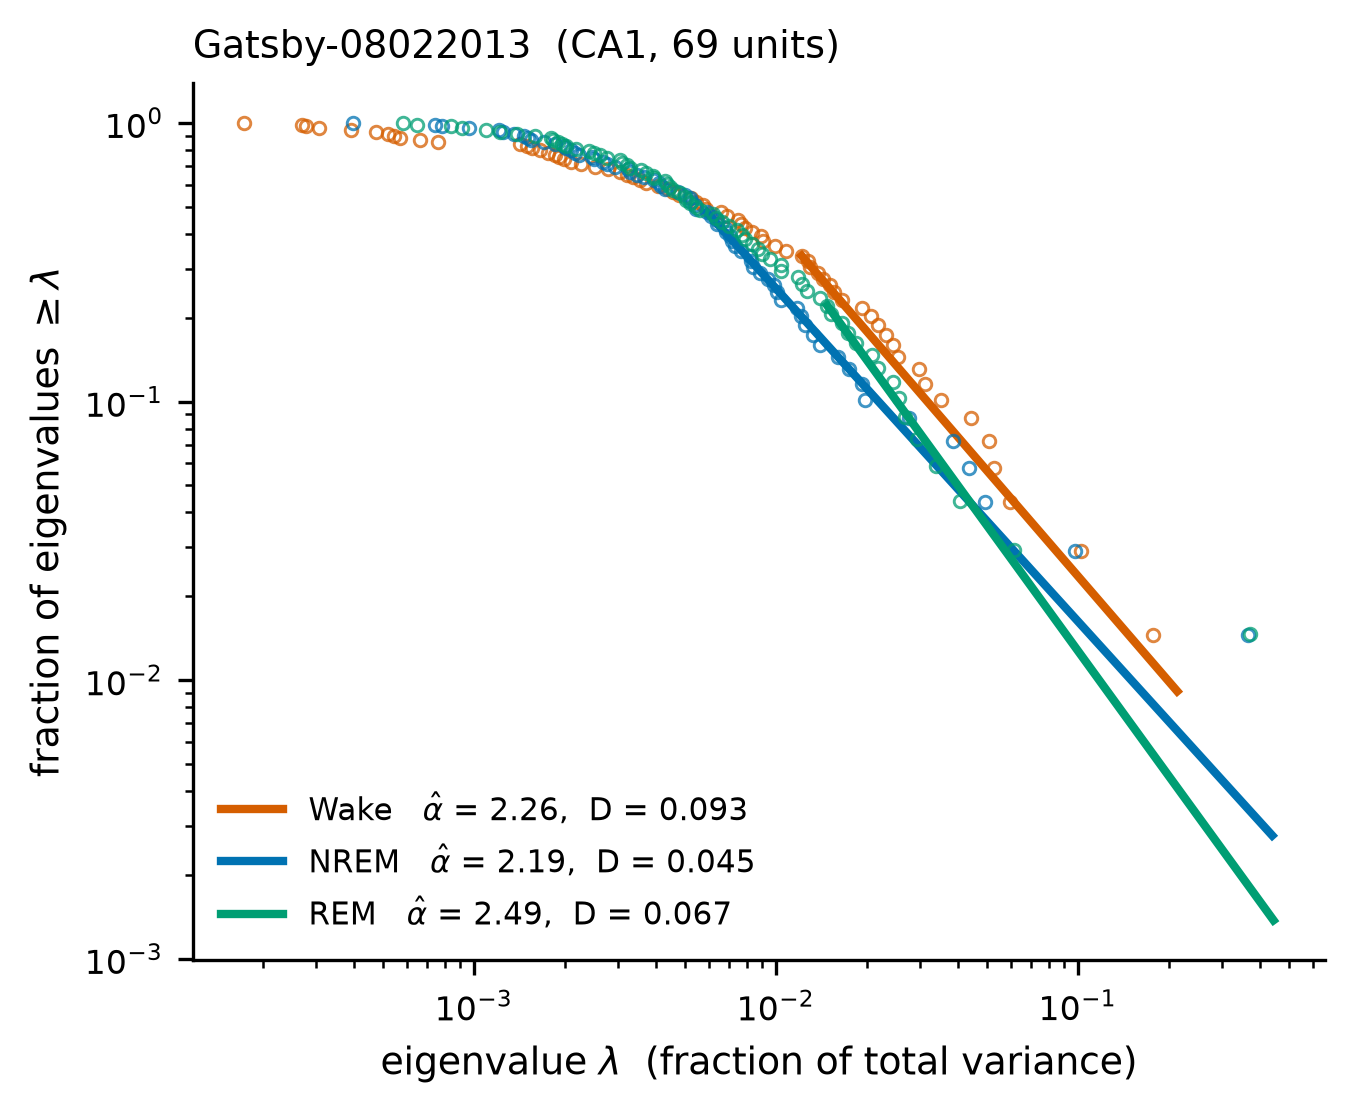 Gatsby-08022013 (CA1, 69 units)
fraction of eigenvalues ≥ λ
10⁰
10⁻¹
10⁻²
10⁻³
Wake α̂ = 2.26, D = 0.093
NREM α̂ = 2.19, D = 0.045
REM α̂ = 2.49, D = 0.067
10⁻³ 10⁻² 10⁻¹
eigenvalue λ (fraction of total variance)